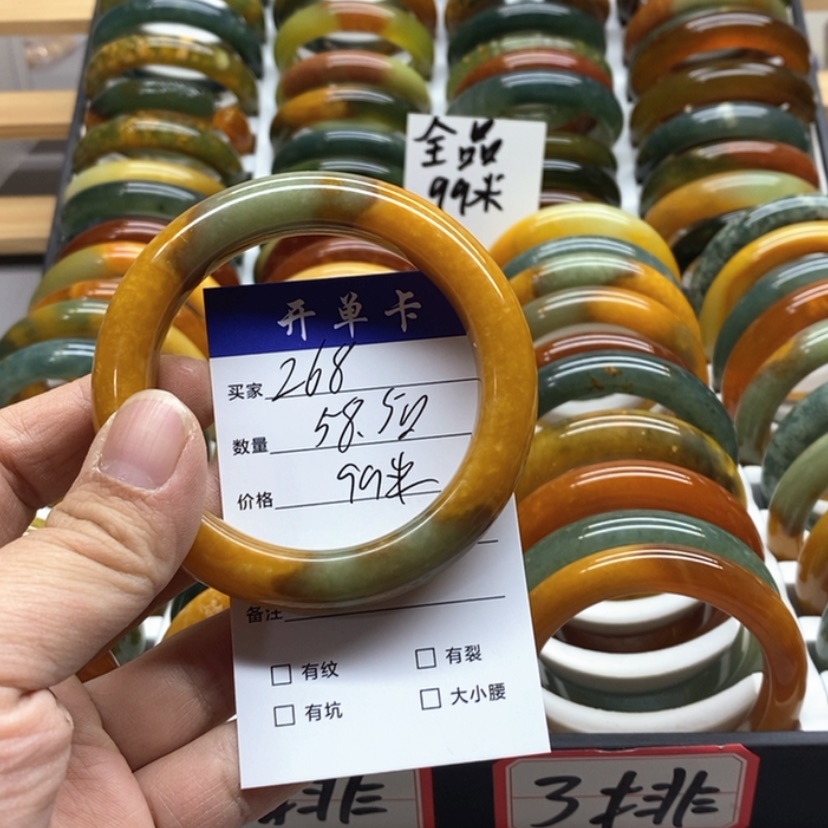 全品
99米
开单卡
买家 268
数量 58.5
价格 99米
备注
有纹
有裂
有坑
大小腰
排
3排